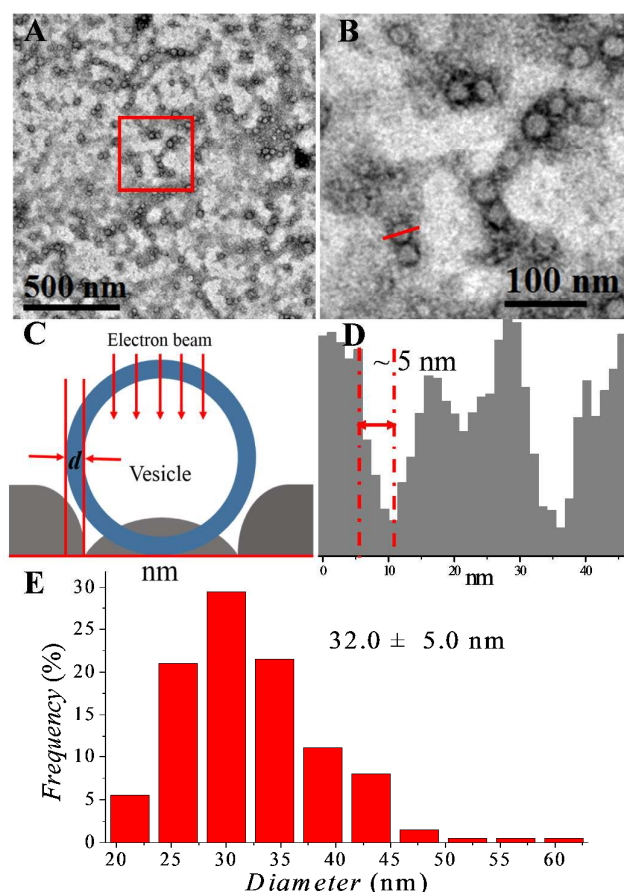 A
B
500 nm
100 nm
C
Electron beam
d
Vesicle
nm
D
~ 5 nm
0 10 20 30 40
nm
E
32.0 ± 5.0 nm
Frequency (%)
30
25
20
15
10
5
0
20 25 30 35 40 45 50 55 60
Diameter (nm)